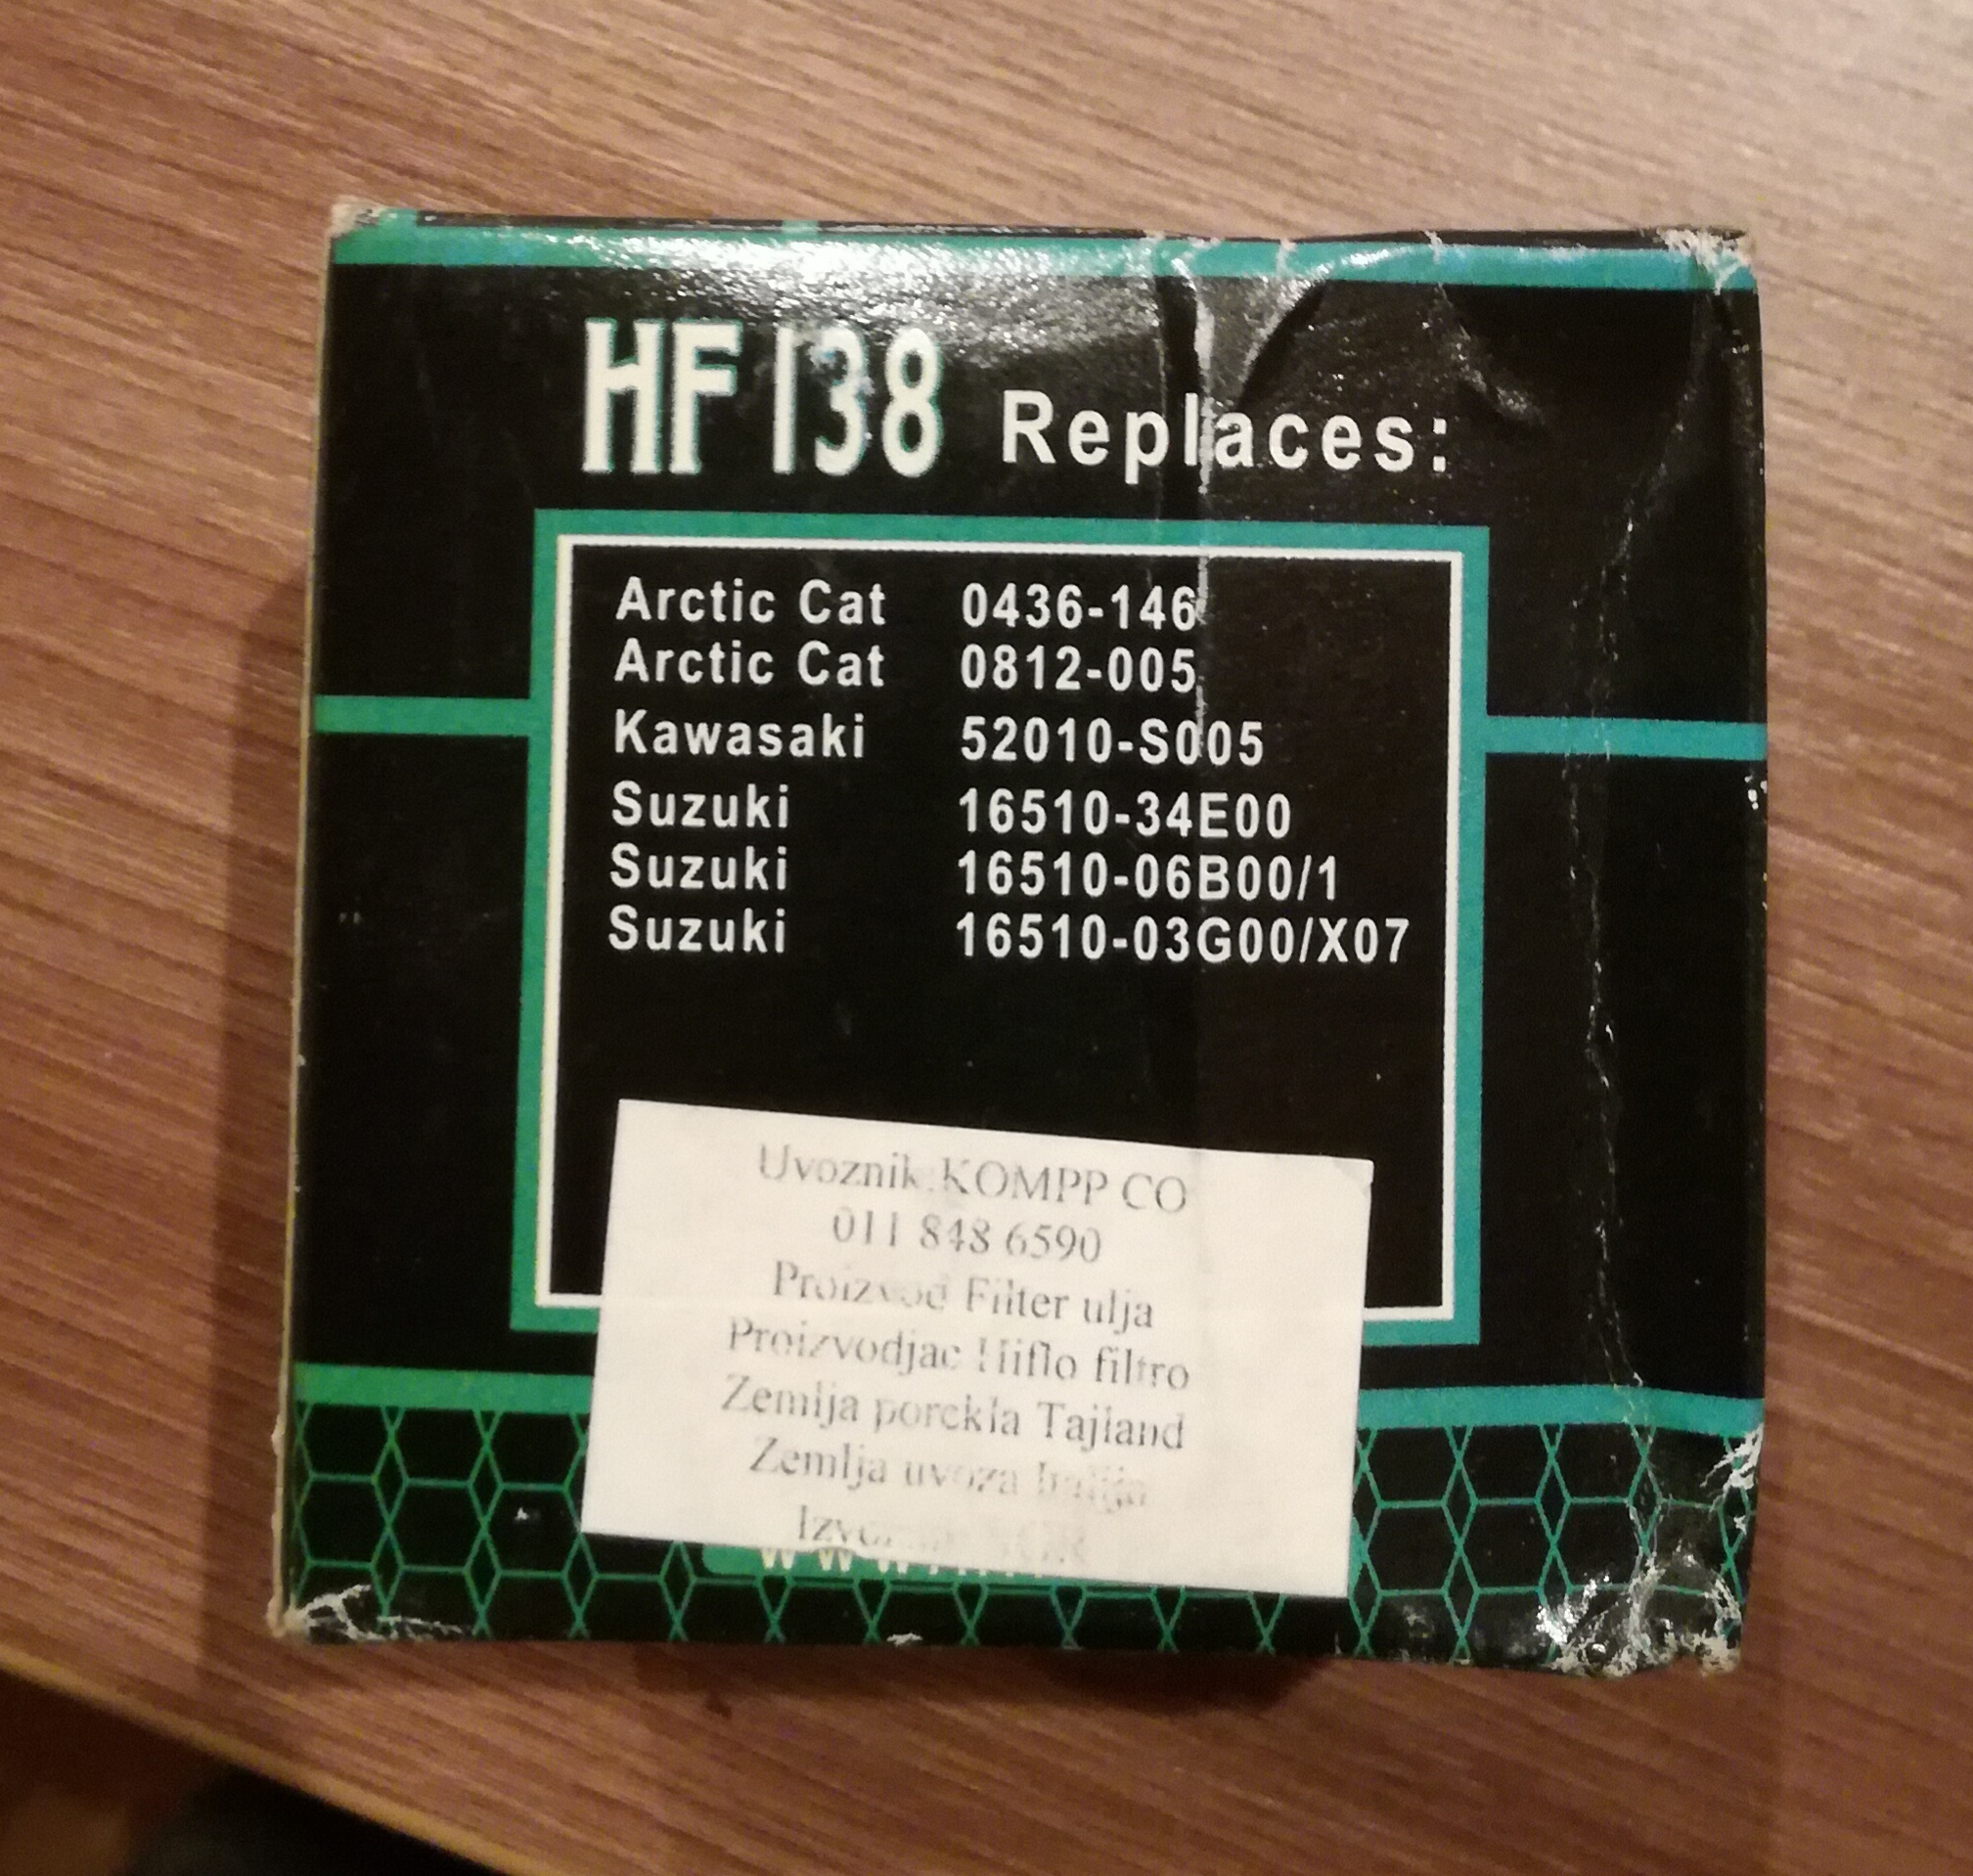 HF138 Replaces:
Arctic Cat 0436-146
Arctic Cat 0812-005
Kawasaki 52010-S005
Suzuki 16510-34E00
Suzuki 16510-06B00/1
Suzuki 16510-03G00/X07
Uvoznik:KOMPP CO
011 848 6590
Proizvod Filter ulja
Proizvodjac Hiflo filtro
Zemlja porekla Tajland
Zemlja uvoza